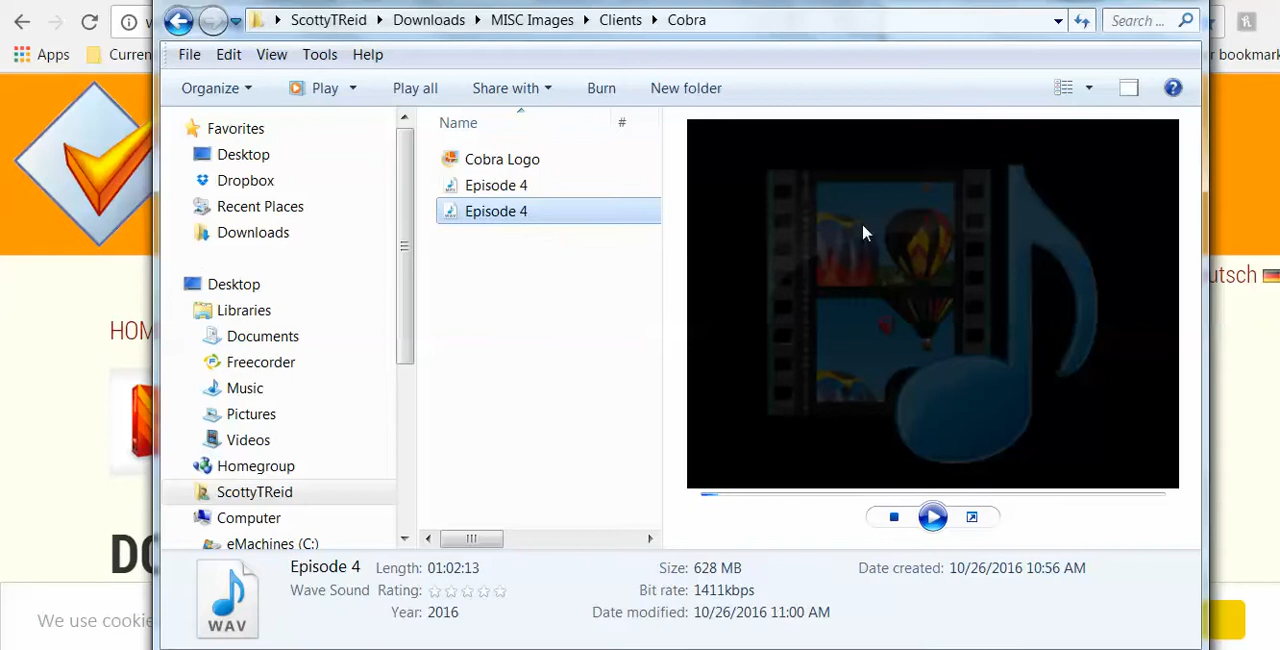 ScottyTReid Downloads MISC Images Clients Cobra Search ...
Apps
Curren
r bookmark
File Edit View Tools Help
Organize Play Play all Share with Burn New folder
Name #
Favorites
Desktop
Dropbox
Recent Places
Downloads
Desktop
Libraries
Documents
Freecorder
Music
Pictures
Videos
Homegroup
ScottyTReid
Computer
eMachines (C:)
Cobra Logo
Episode 4
Episode 4
utsch
HOM
DO
We use cookie
WAV
Episode 4 Length: 01:02:13 Size: 628 MB Date created: 10/26/2016 10:56 AM
Wave Sound Rating: Bit rate: 1411kbps
Year: 2016 Date modified: 10/26/2016 11:00 AM